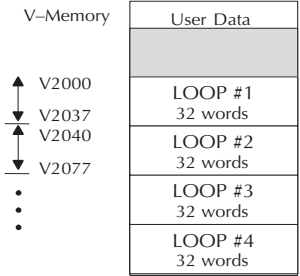 V–Memory
User Data
V2000
V2037
V2040
V2077
LOOP #1
32 words
LOOP #2
32 words
LOOP #3
32 words
LOOP #4
32 words